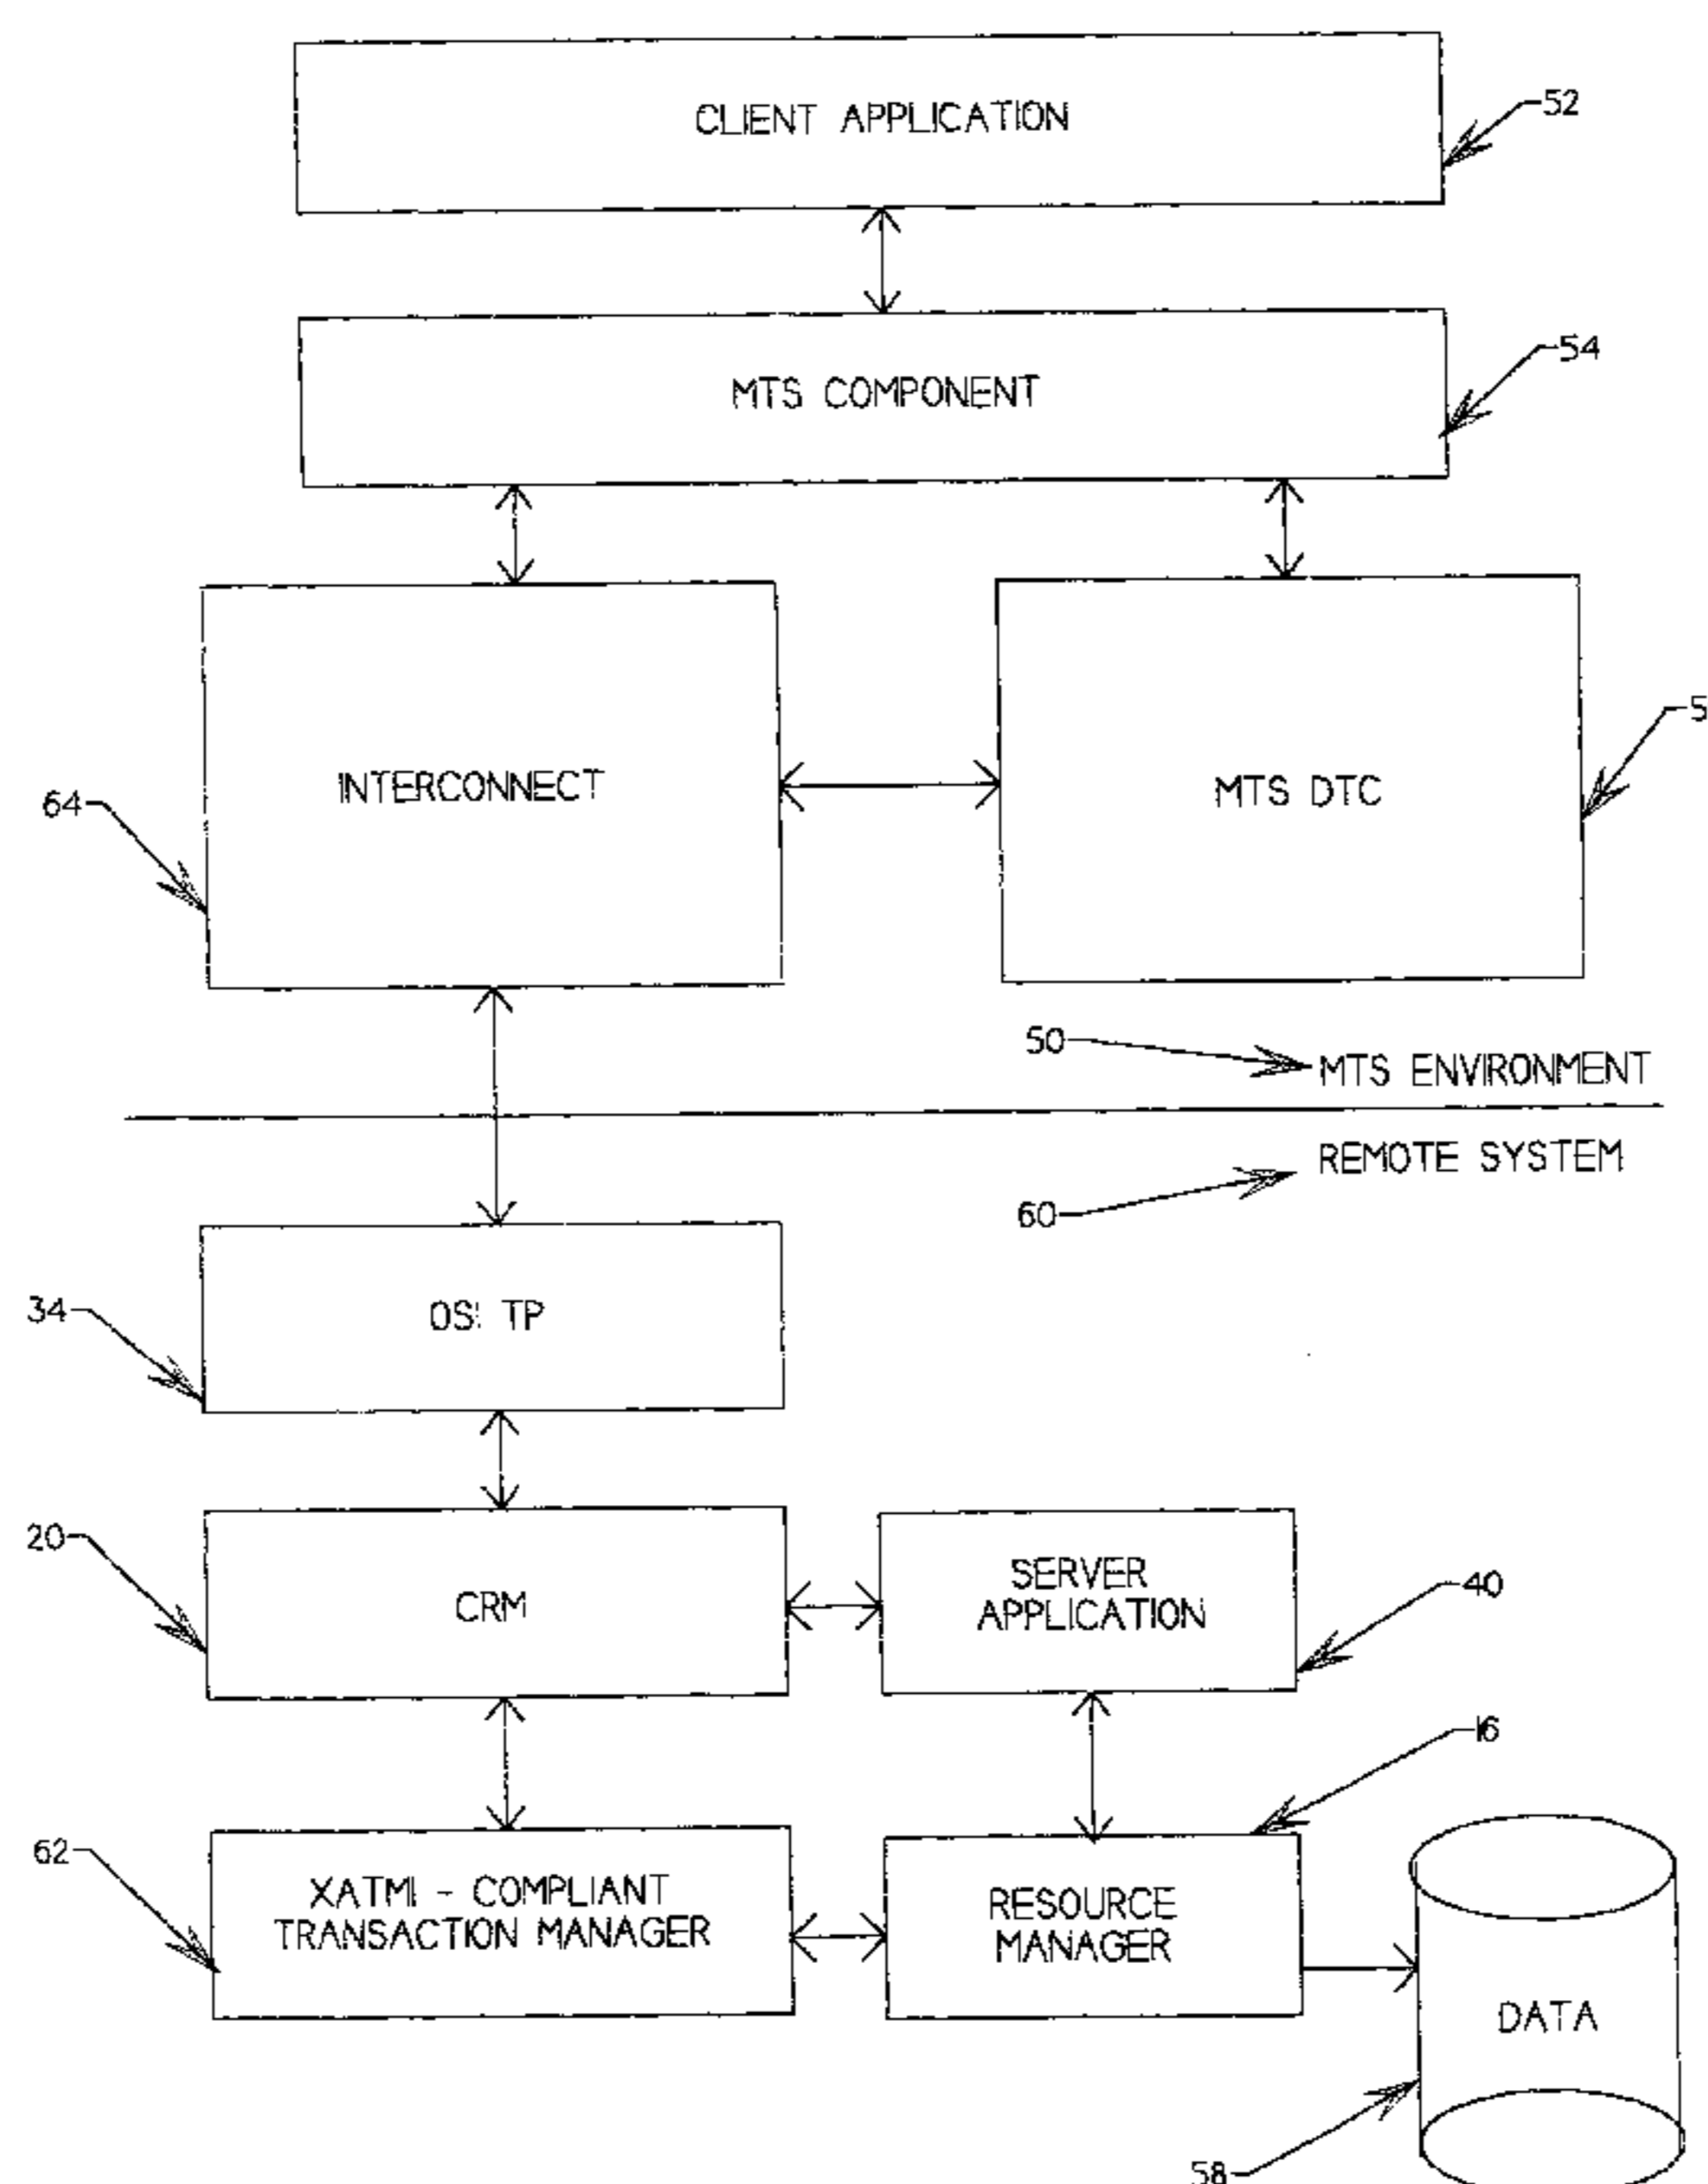 CLIENT APPLICATION
52
MTS COMPONENT
54
INTERCONNECT
MTS DTC
64
50
MTS ENVIRONMENT
REMOTE SYSTEM
60
OSI TP
34
CRM
20
SERVER
APPLICATION
40
16
XATMI - COMPLIANT
TRANSACTION MANAGER
62
RESOURCE
MANAGER
DATA
58